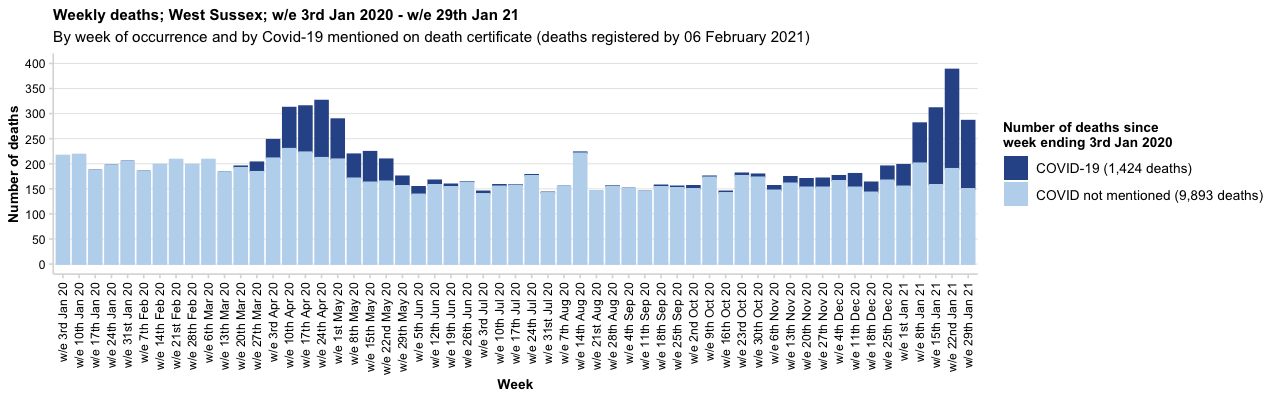 Weekly deaths; West Sussex; w/e 3rd Jan 2020 - w/e 29th Jan 21
By week of occurrence and by Covid-19 mentioned on death certificate (deaths registered by 06 February 2021)
Number of deaths
400
350
300
250
200
150
100
50
0
w/e 3rd Jan 20
w/e 10th Jan 20
w/e 17th Jan 20
w/e 24th Jan 20
w/e 31st Jan 20
w/e 7th Feb 20
w/e 14th Feb 20
w/e 21st Feb 20
w/e 28th Feb 20
w/e 6th Mar 20
w/e 13th Mar 20
w/e 20th Mar 20
w/e 27th Mar 20
w/e 3rd Apr 20
w/e 10th Apr 20
w/e 17th Apr 20
w/e 24th Apr 20
w/e 1st May 20
w/e 8th May 20
w/e 15th May 20
w/e 22nd May 20
w/e 29th May 20
w/e 5th Jun 20
w/e 12th Jun 20
w/e 19th Jun 20
w/e 26th Jun 20
w/e 3rd Jul 20
w/e 10th Jul 20
w/e 17th Jul 20
w/e 24th Jul 20
w/e 31st Jul 20
w/e 7th Aug 20
w/e 14th Aug 20
w/e 21st Aug 20
w/e 28th Aug 20
w/e 4th Sep 20
w/e 11th Sep 20
w/e 18th Sep 20
w/e 25th Sep 20
w/e 2nd Oct 20
w/e 9th Oct 20
w/e 16th Oct 20
w/e 23rd Oct 20
w/e 30th Oct 20
w/e 6th Nov 20
w/e 13th Nov 20
w/e 20th Nov 20
w/e 27th Nov 20
w/e 4th Dec 20
w/e 11th Dec 20
w/e 18th Dec 20
w/e 25th Dec 20
w/e 1st Jan 21
w/e 8th Jan 21
w/e 15th Jan 21
w/e 22nd Jan 21
w/e 29th Jan 21
Week
Number of deaths since
week ending 3rd Jan 2020
COVID-19 (1,424 deaths)
COVID not mentioned (9,893 deaths)